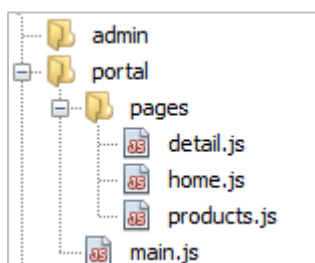 admin
portal
pages
detail.js
home.js
products.js
main.js